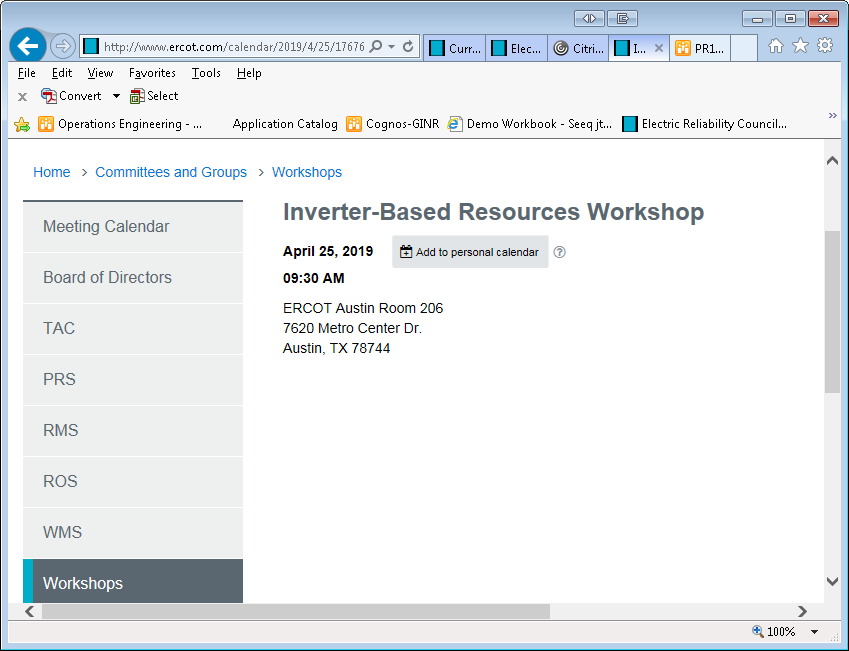 http://www.ercot.com/calendar/2019/4/25/17676
Curr...
Elec...
Citri...
I...
PR1...
File Edit View Favorites Tools Help
x Convert Select
Operations Engineering - ... Application Catalog Cognos-GINR Demo Workbook - Seeq jt... Electric Reliability Council... »
Home > Committees and Groups > Workshops
Meeting Calendar
Board of Directors
TAC
PRS
RMS
ROS
WMS
Workshops
Inverter-Based Resources Workshop
April 25, 2019 Add to personal calendar ?
09:30 AM
ERCOT Austin Room 206
7620 Metro Center Dr.
Austin, TX 78744
100%